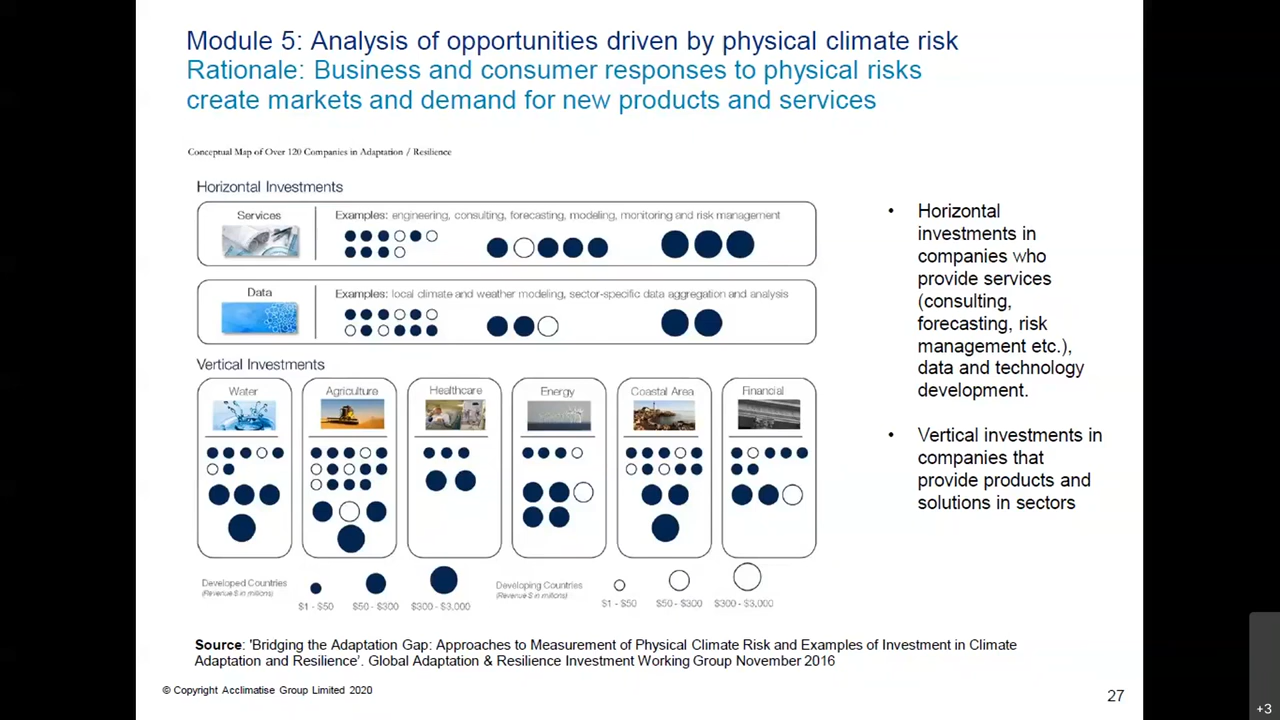 Module 5: Analysis of opportunities driven by physical climate risk
Rationale: Business and consumer responses to physical risks
create markets and demand for new products and services
Conceptual Map of Over 120 Companies in Adaptation / Resilience
Horizontal Investments
Services
Examples: engineering, consulting, forecasting, modeling, monitoring and risk management
Data
Examples: local climate and weather modeling, sector-specific data aggregation and analysis
Vertical Investments
Water
Agriculture
Healthcare
Energy
Coastal Area
Financial
Developed Countries
(Revenue $ in millions)
$1 - $50
$50 - $300
$300 - $3,000
Developing Countries
(Revenue $ in millions)
$1 - $50
$50 - $300
$300 - $3,000
• Horizontal
investments in
companies who
provide services
(consulting,
forecasting, risk
management etc.),
data and technology
development.
• Vertical investments in
companies that
provide products and
solutions in sectors
Source: 'Bridging the Adaptation Gap: Approaches to Measurement of Physical Climate Risk and Examples of Investment in Climate
Adaptation and Resilience'. Global Adaptation & Resilience Investment Working Group November 2016
© Copyright Acclimatise Group Limited 2020
27
+3